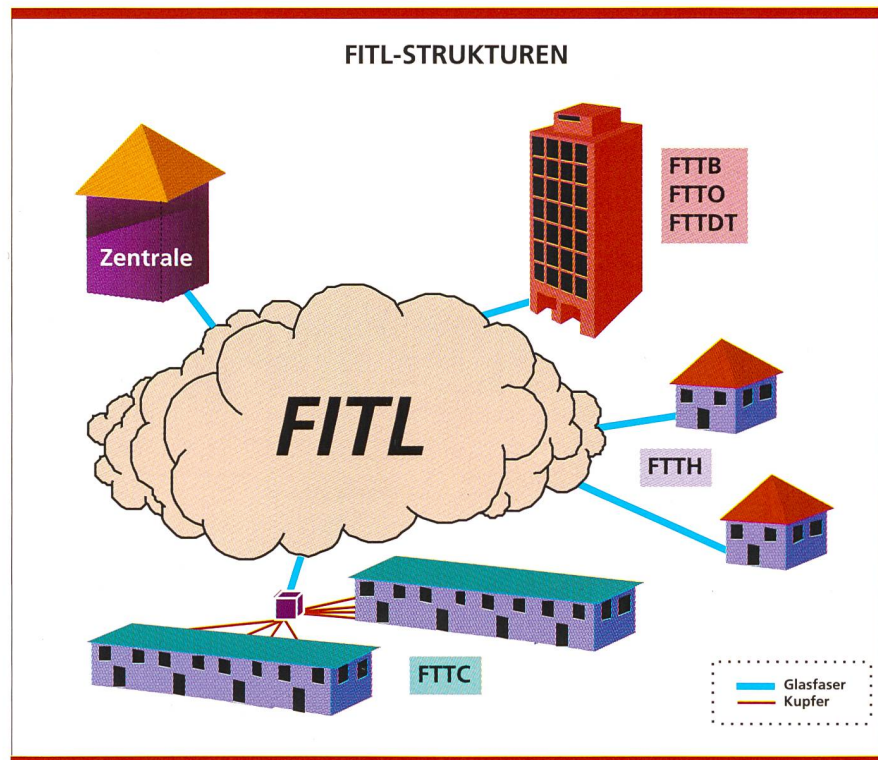 FITL-STRUKTUREN
FTTB
FTTO
FTTDT
Zentrale
FITL
FTTH
FTTC
Glasfaser
Kupfer